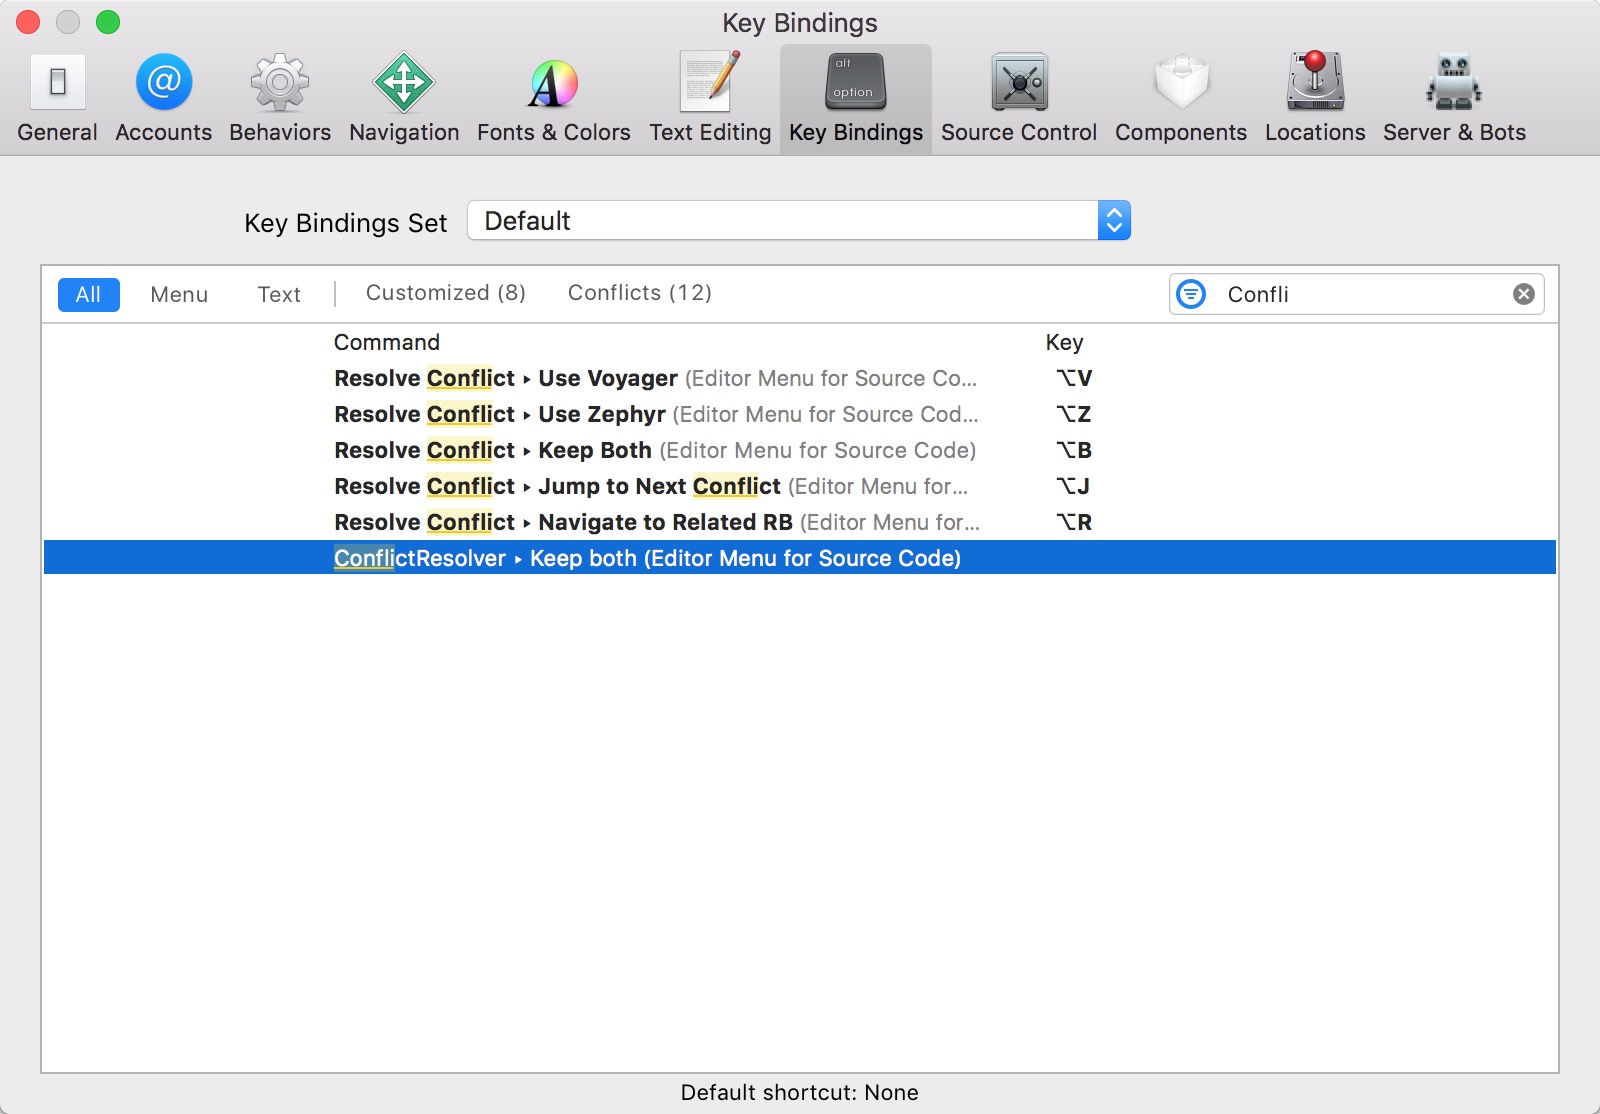 Key Bindings
alt
option
@
A
General Accounts Behaviors Navigation Fonts & Colors Text Editing Key Bindings Source Control Components Locations Server & Bots
Key Bindings Set Default
All Menu Text | Customized (8) Conflicts (12) Confli
Command Key
Resolve Conflict ▸ Use Voyager (Editor Menu for Source Co... ⌥V
Resolve Conflict ▸ Use Zephyr (Editor Menu for Source Cod... ⌥Z
Resolve Conflict ▸ Keep Both (Editor Menu for Source Code) ⌥B
Resolve Conflict ▸ Jump to Next Conflict (Editor Menu for... ⌥J
Resolve Conflict ▸ Navigate to Related RB (Editor Menu for... ⌥R
ConflictResolver ▸ Keep both (Editor Menu for Source Code)
Default shortcut: None